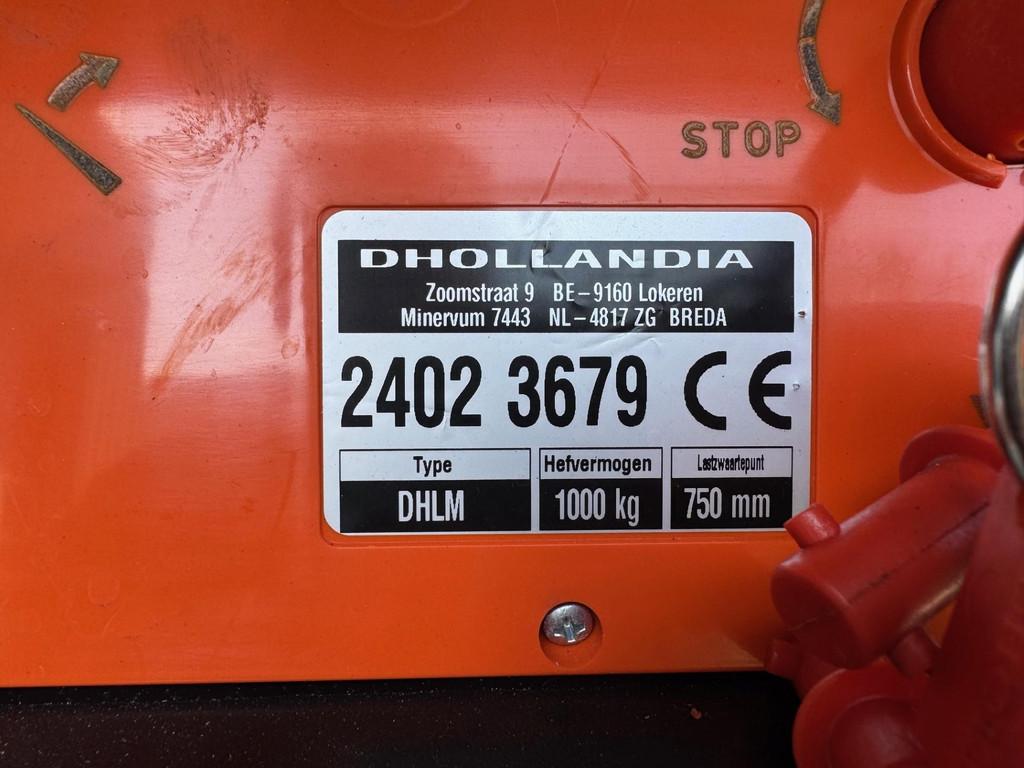 STOP
DHOLLANDIA
Zoomstraat 9 BE-9160 Lokeren
Minervum 7443 NL-4817 ZG BREDA
2402 3679 CE
Type Hefvermogen Lastzwaartepunt
DHLM 1000 kg 750 mm